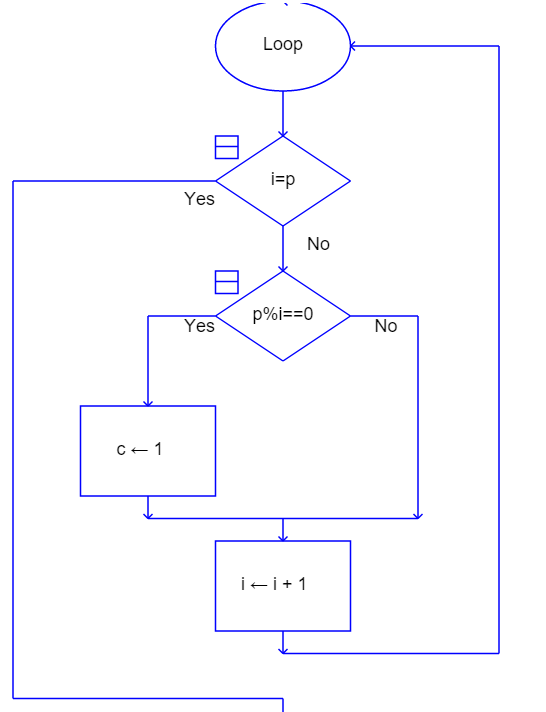 Loop
i=p
Yes
No
p%i==0
Yes
No
c ← 1
i ← i + 1